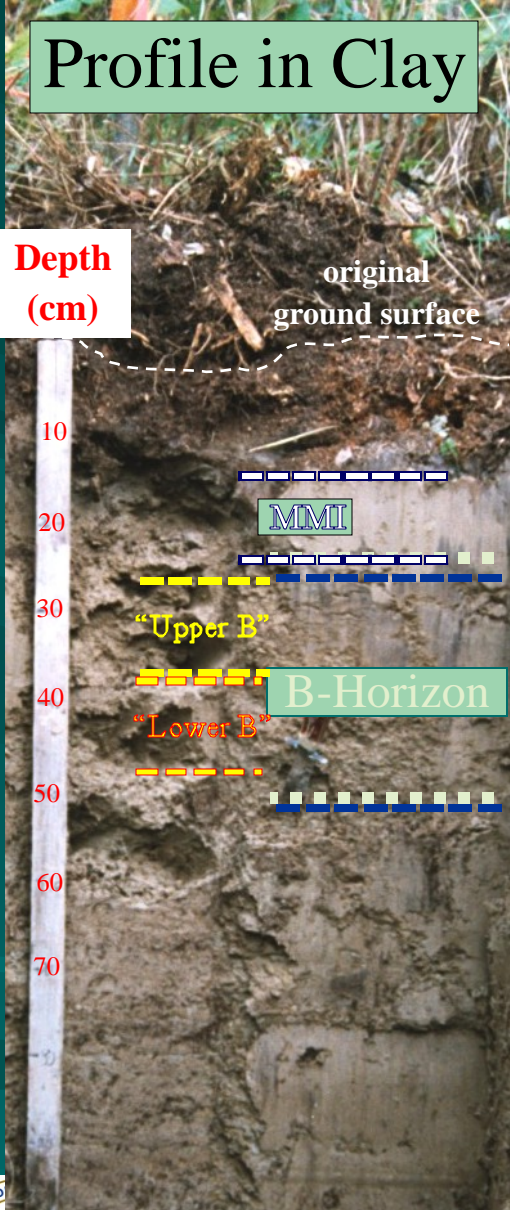 Profile in Clay
Depth
(cm)
original
ground surface
10
20
MMI
30
“Upper B”
40
B-Horizon
“Lower B”
50
60
70